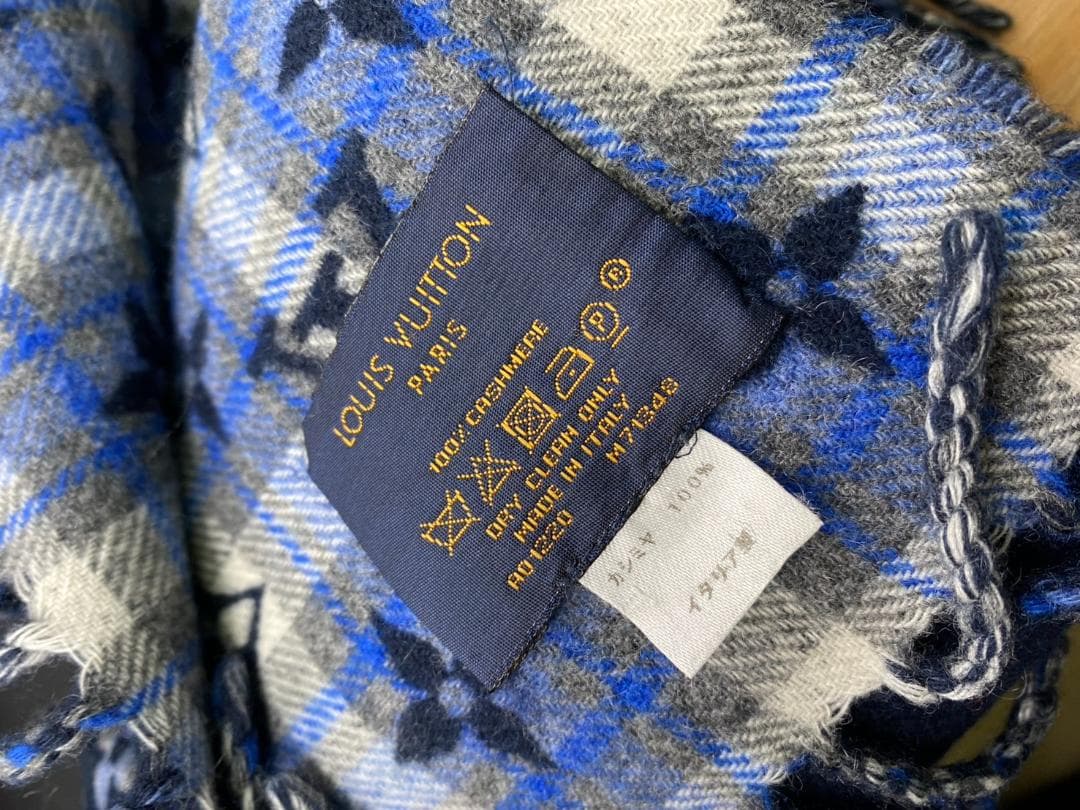 LOUIS VUITTON
PARIS
100% CASHMERE
P
DRY CLEAN ONLY
MADE IN ITALY
A01220 M71348
®
カシミヤ 100%
イタリア製